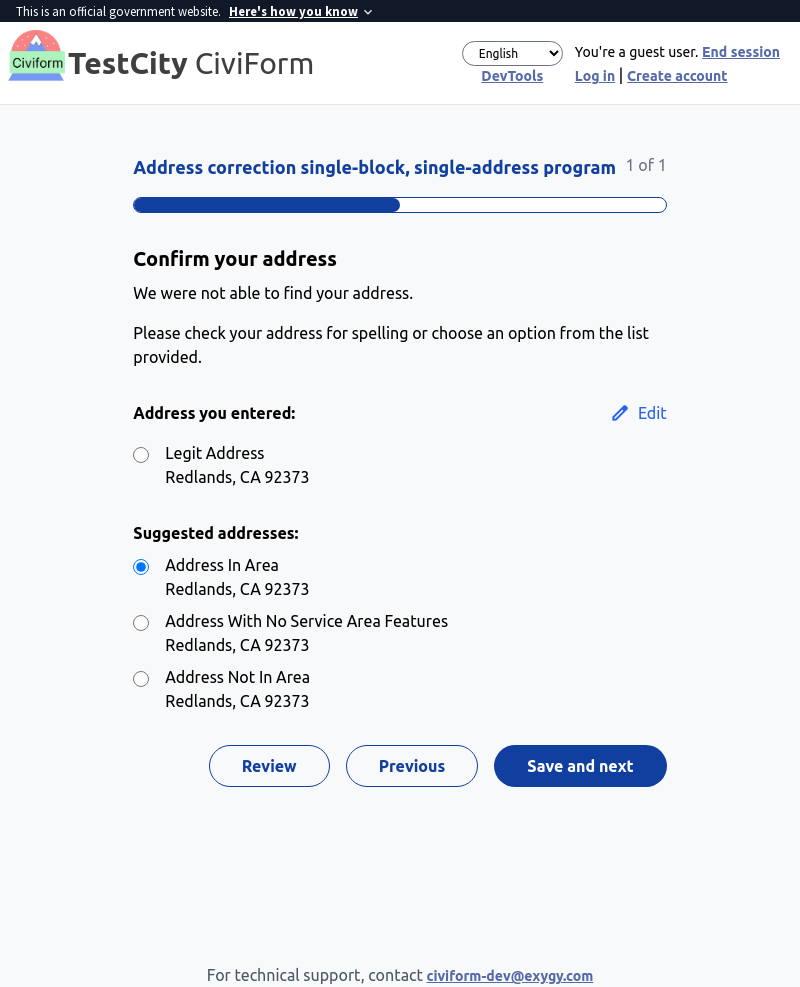 This is an official government website. Here's how you know
Civiform
TestCity CiviForm
English
You're a guest user. End session
DevTools
Log in | Create account
Address correction single-block, single-address program
1 of 1
Confirm your address
We were not able to find your address.
Please check your address for spelling or choose an option from the list
provided.
Address you entered:
Edit
Legit Address
Redlands, CA 92373
Suggested addresses:
Address In Area
Redlands, CA 92373
Address With No Service Area Features
Redlands, CA 92373
Address Not In Area
Redlands, CA 92373
Review
Previous
Save and next
For technical support, contact civiform-dev@exygy.com